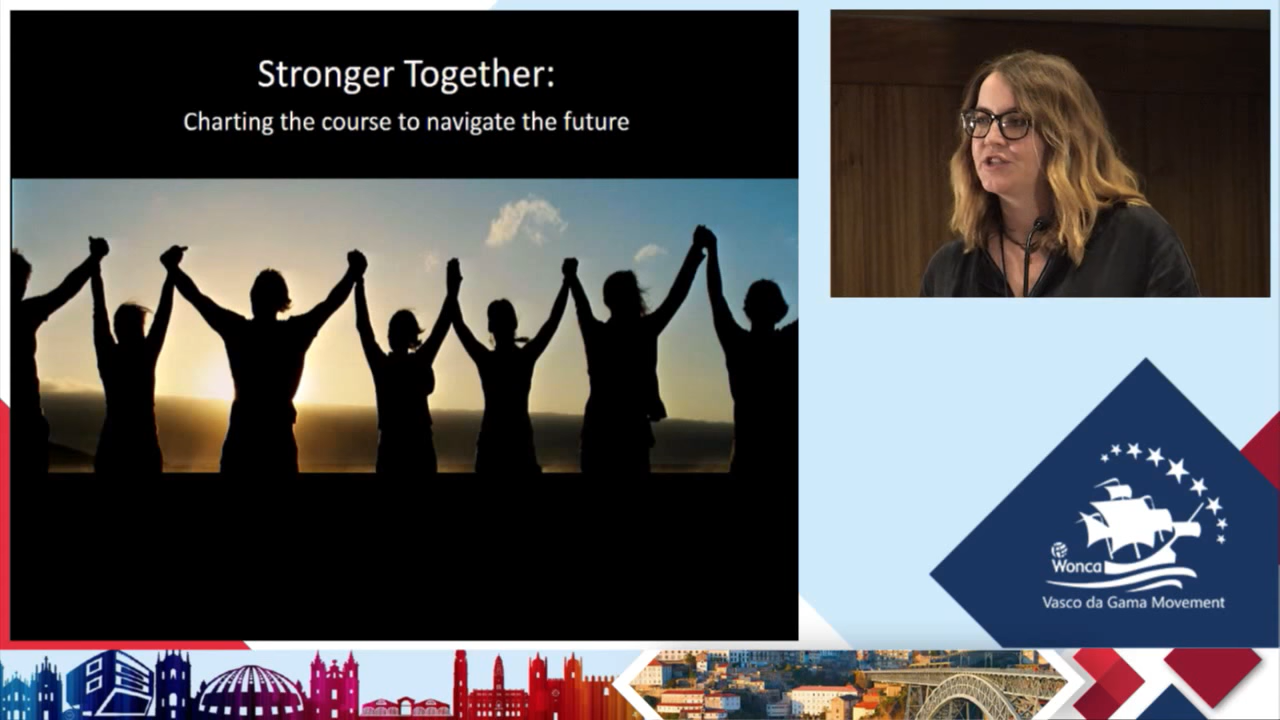 Stronger Together:
Charting the course to navigate the future
Wonca
Vasco da Gama Movement